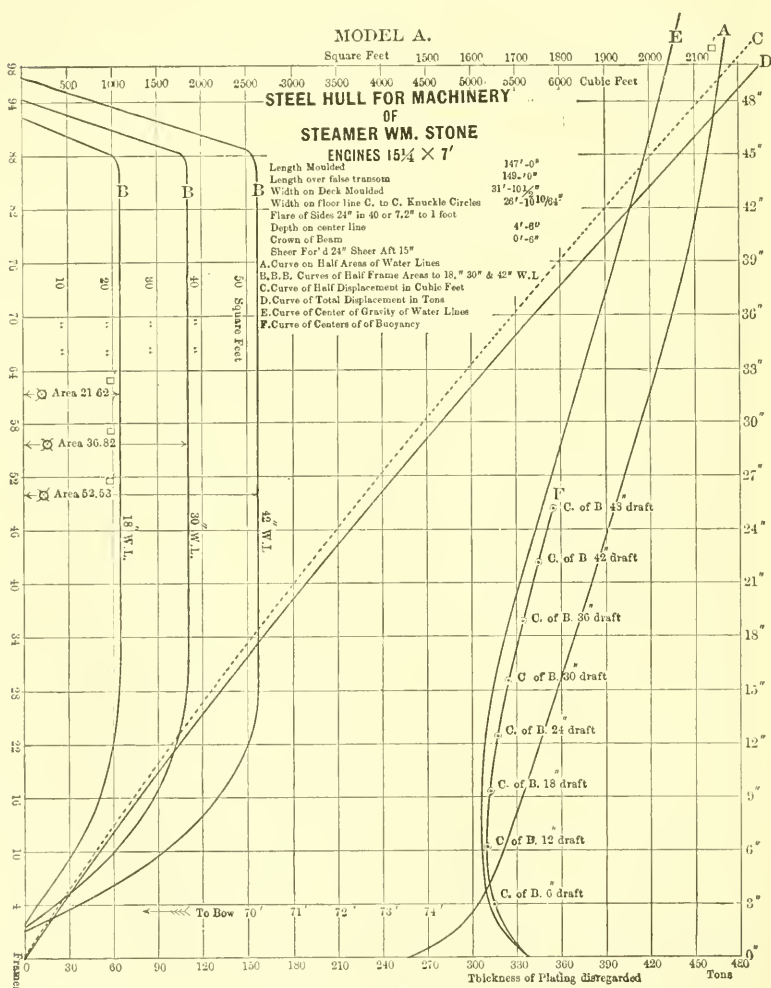 MODEL A.
Square Feet 1500 1600 1700 1800 1900 2000 2100
500 1000 1500 2000 2500 3000 3500 4000 4500 5000 5500 6000 Cubic Feet
E A C D
STEEL HULL FOR MACHINERY
OF
STEAMER WM. STONE
ENGINES 15¼ × 7'
Length Moulded 147'-0"
Length over false transom 149-'0"
Width on Deck Moulded 31'-10½"
Width on floor line C. to C. Knuckle Circles 26'-10 10/64"
Flare of Sides 24" in 40 or 7.2" to 1 foot
Depth on center line 4'-6"
Crown of Beam 0'-6"
Sheer For'd 24" Sheer Aft 15"
A.Curve on Half Areas of Water Lines
B.B.B. Curves of Half Frame Areas to 18," 30" & 42" W.L
C.Curve of Half Displacement in Cubic Feet
D.Curve of Total Displacement in Tons
E.Curve of Center of Gravity of Water Lines
F.Curve of Centers of of Buoyancy
B B B
10 20 30 40 50 Square Feet
" " " "
" " " "
Area 21.62
Area 36.82
Area 52,53
18" W.L.
30" W.L.
42" W.L
F
C. of B 48" draft
C. of B 42" draft
C. of B. 36" draft
C of B. 30" draft
C. of B. 24" draft
C. of B. 18" draft
C of B. 12" draft
C. of B. 6" draft
48"
45"
42"
39"
36"
33"
30"
27"
24"
21"
18"
15"
12"
9"
6"
3"
0"
70
64
58
52
46
40
34
28
22
16
10
4
Frames
To Bow 70' 71' 72' 73' 74'
0 30 60 90 120 150 180 210 240 270 300 330 360 390 420 450 480
Thickness of Plating disregarded Tons